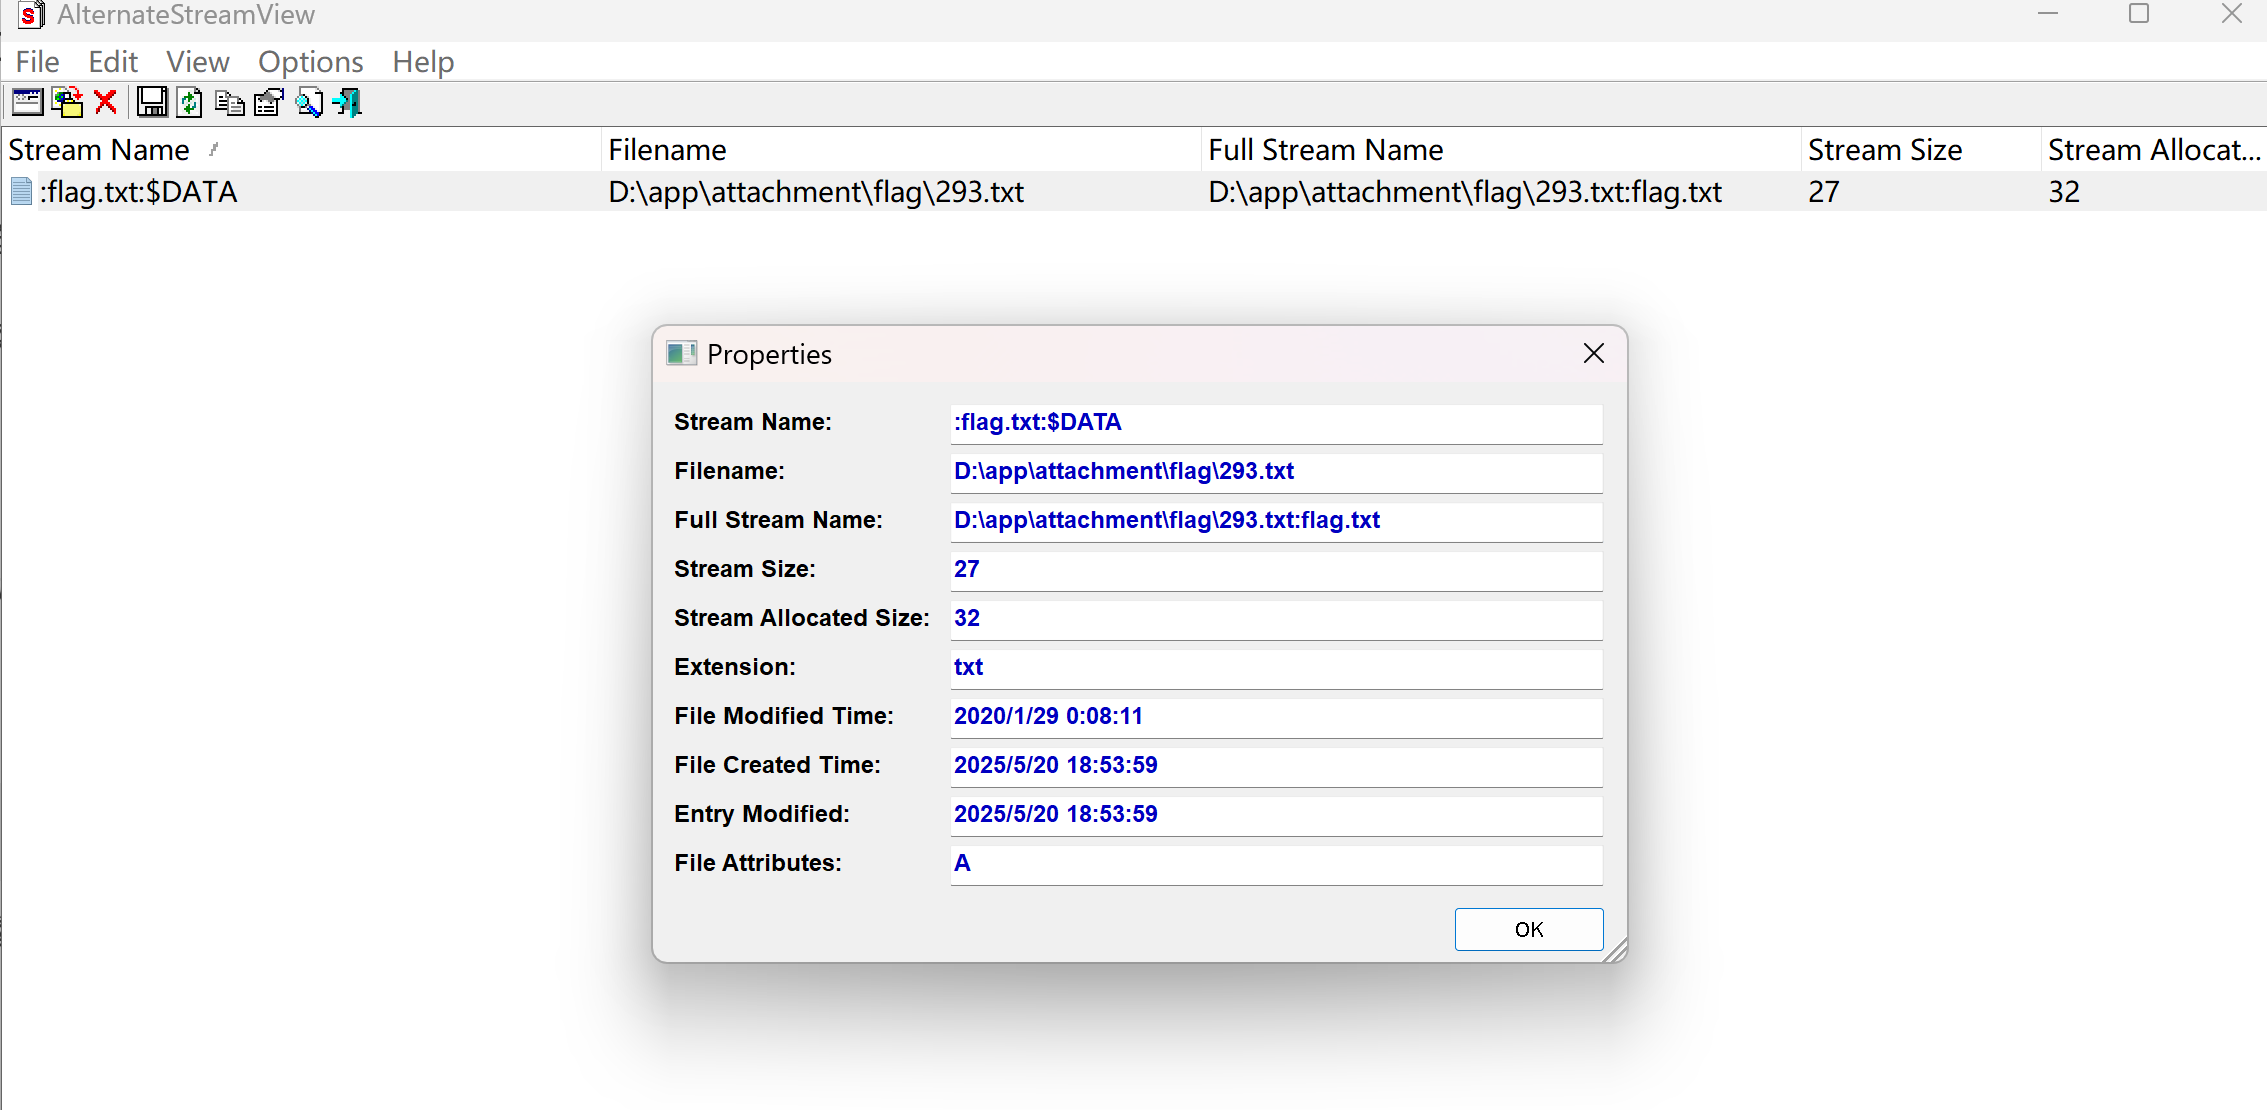 AlternateStreamView
File Edit View Options Help
Stream Name Filename Full Stream Name Stream Size Stream Allocat...
:flag.txt:$DATA D:\app\attachment\flag\293.txt D:\app\attachment\flag\293.txt:flag.txt 27 32
Properties
Stream Name: :flag.txt:$DATA
Filename: D:\app\attachment\flag\293.txt
Full Stream Name: D:\app\attachment\flag\293.txt:flag.txt
Stream Size: 27
Stream Allocated Size: 32
Extension: txt
File Modified Time: 2020/1/29 0:08:11
File Created Time: 2025/5/20 18:53:59
Entry Modified: 2025/5/20 18:53:59
File Attributes: A
OK